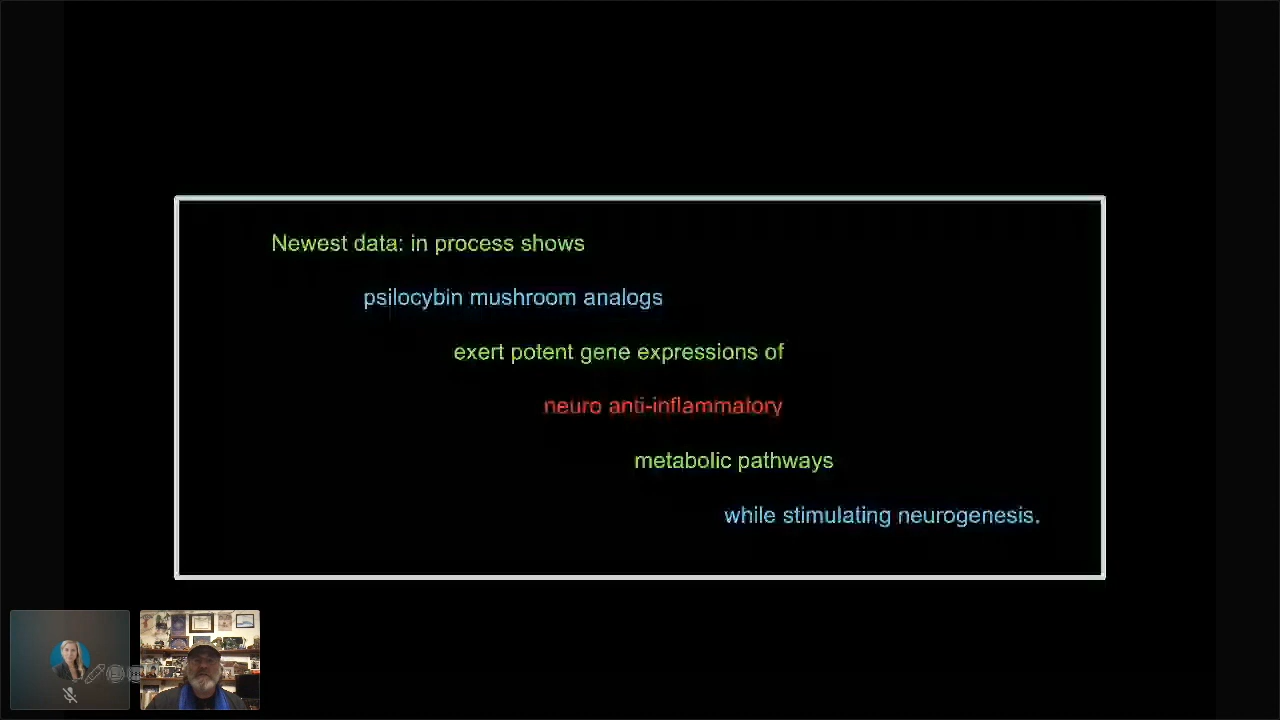 Newest data: in process shows
psilocybin mushroom analogs
exert potent gene expressions of
neuro anti-inflammatory
metabolic pathways
while stimulating neurogenesis.